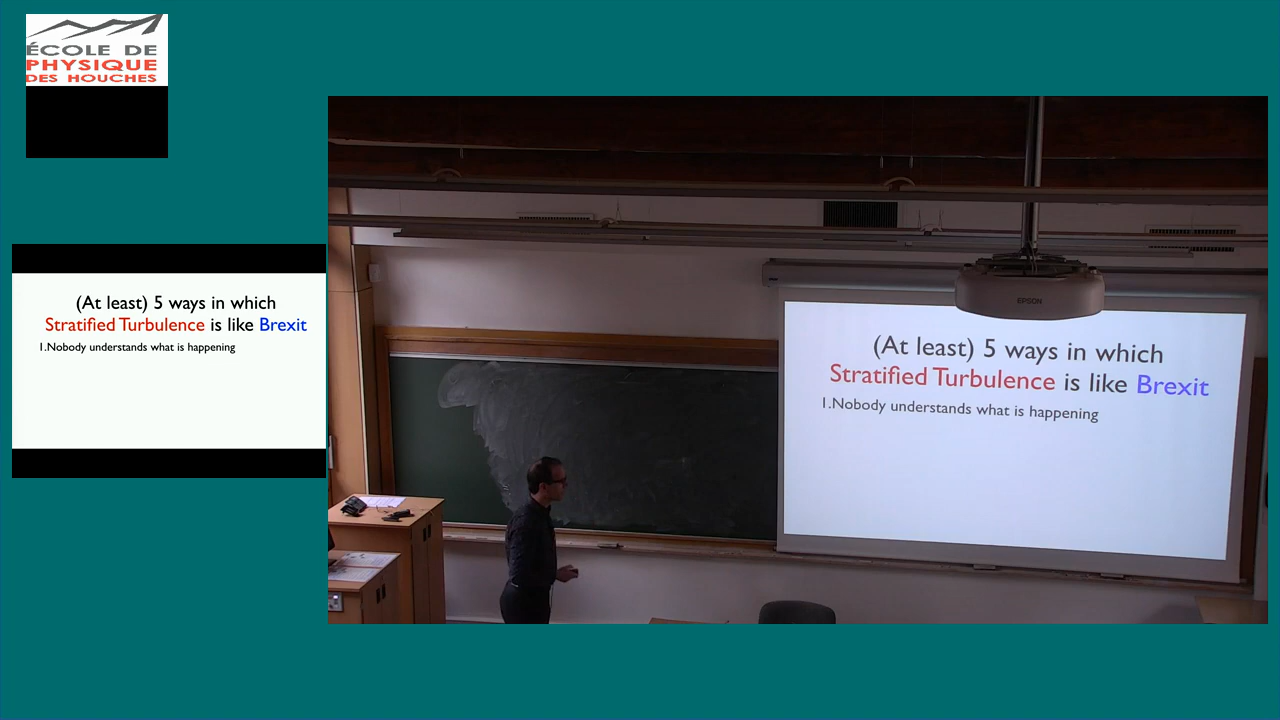 ÉCOLE DE
PHYSIQUE
DES HOUCHES
(At least) 5 ways in which
Stratified Turbulence is like Brexit
1.Nobody understands what is happening
EPSON
(At least) 5 ways in which
Stratified Turbulence is like Brexit
1.Nobody understands what is happening